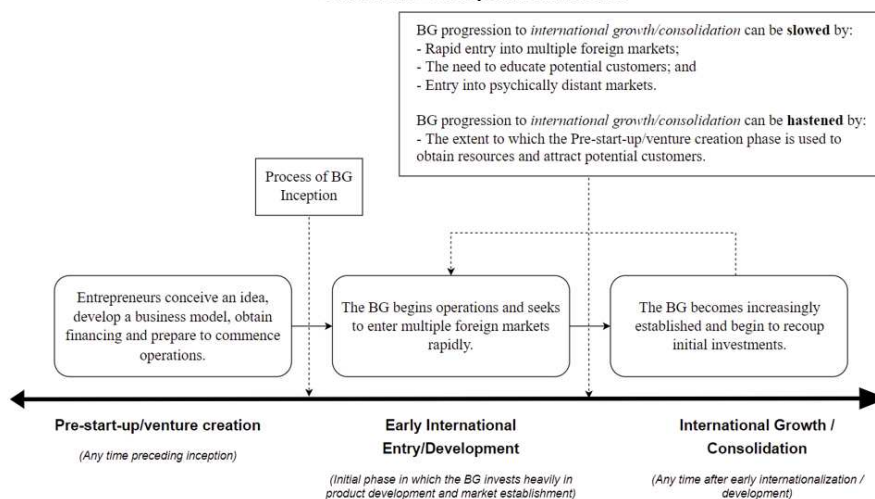 BG progression to international growth/consolidation can be slowed by:
- Rapid entry into multiple foreign markets;
- The need to educate potential customers; and
- Entry into psychically distant markets.
BG progression to international growth/consolidation can be hastened by:
- The extent to which the Pre-start-up/venture creation phase is used to
obtain resources and attract potential customers.
Process of BG
Inception
Entrepreneurs conceive an idea,
develop a business model, obtain
financing and prepare to commence
operations.
The BG begins operations and seeks
to enter multiple foreign markets
rapidly.
The BG becomes increasingly
established and begin to recoup
initial investments.
Pre-start-up/venture creation
(Any time preceding inception)
Early International
Entry/Development
(Initial phase in which the BG invests heavily in
product development and market establishment)
International Growth /
Consolidation
(Any time after early internationalization /
development)